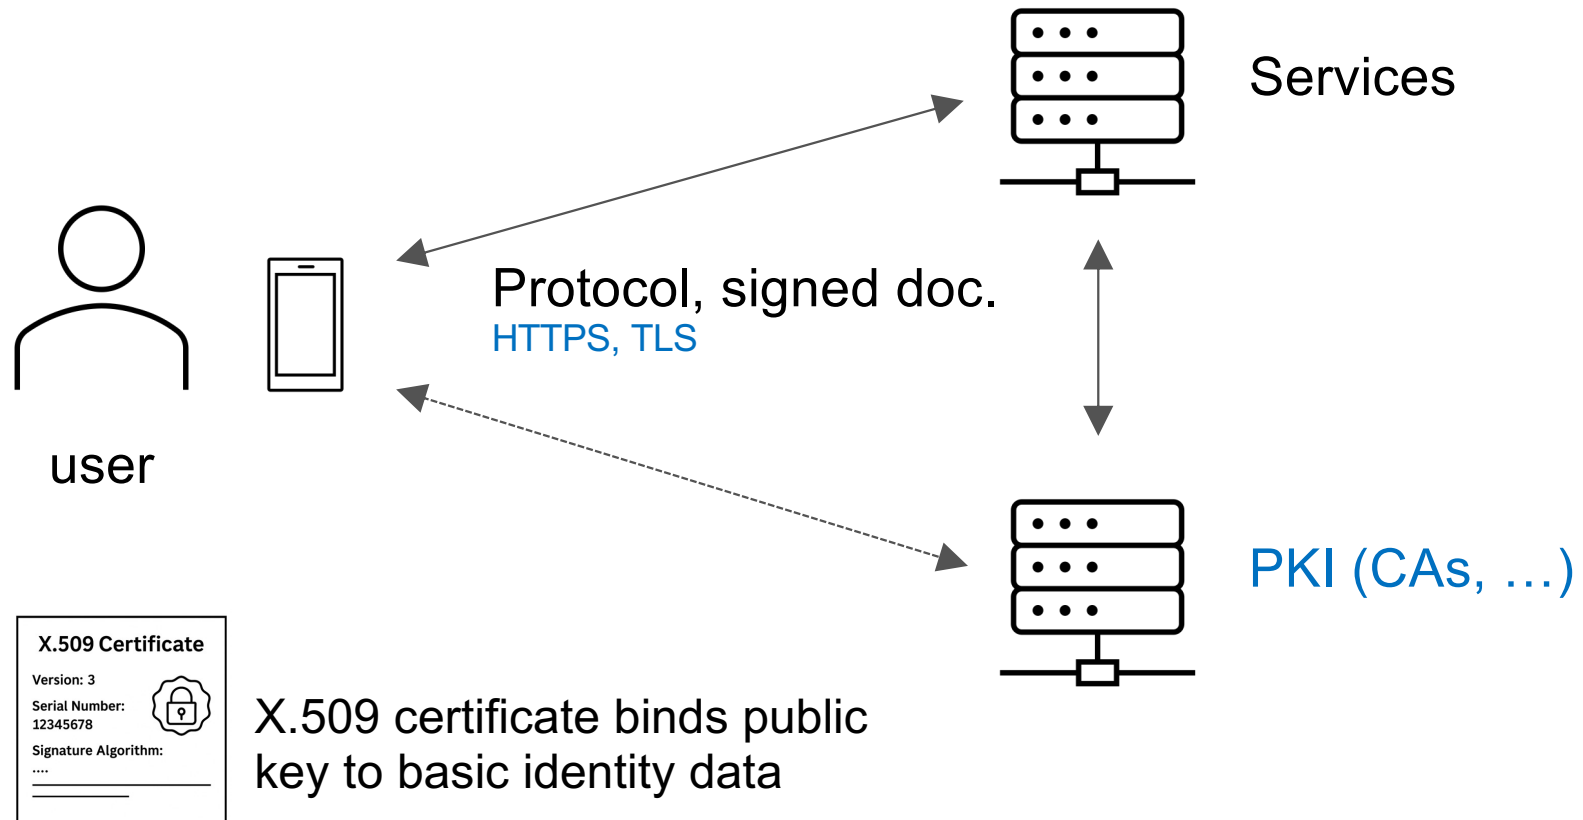 Services
Protocol, signed doc.
HTTPS, TLS
user
PKI (CAs, …)
X.509 Certificate
Version: 3
Serial Number:
12345678
Signature Algorithm:
....
X.509 certificate binds public
key to basic identity data